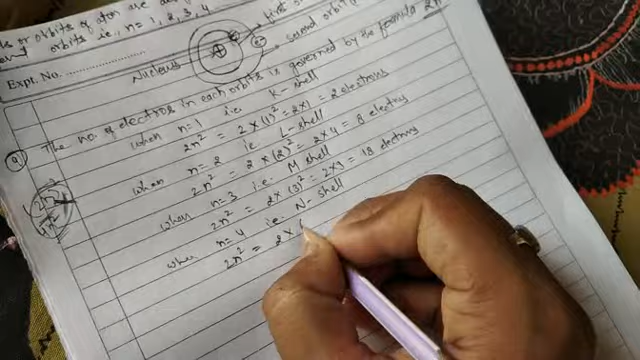 or orbits of atom are
orbits i.e., n = 1, 2, 3, 4
Expt. No.
Nucleus
second orbit
9) The no. of electrons in each orbits is governed by the formula 2n²
when n=1 i.e. K-shell
2n² = 2×(1)² = 2×1 = 2 electrons
when n=2 i.e. L-shell
2n² = 2×(2)² = 2×4 = 8 electrons
when n=3 i.e. M shell
2n² = 2×(3)² = 2×9 = 18 electrons
when n=4 i.e. N-shell
2n² = 2×(